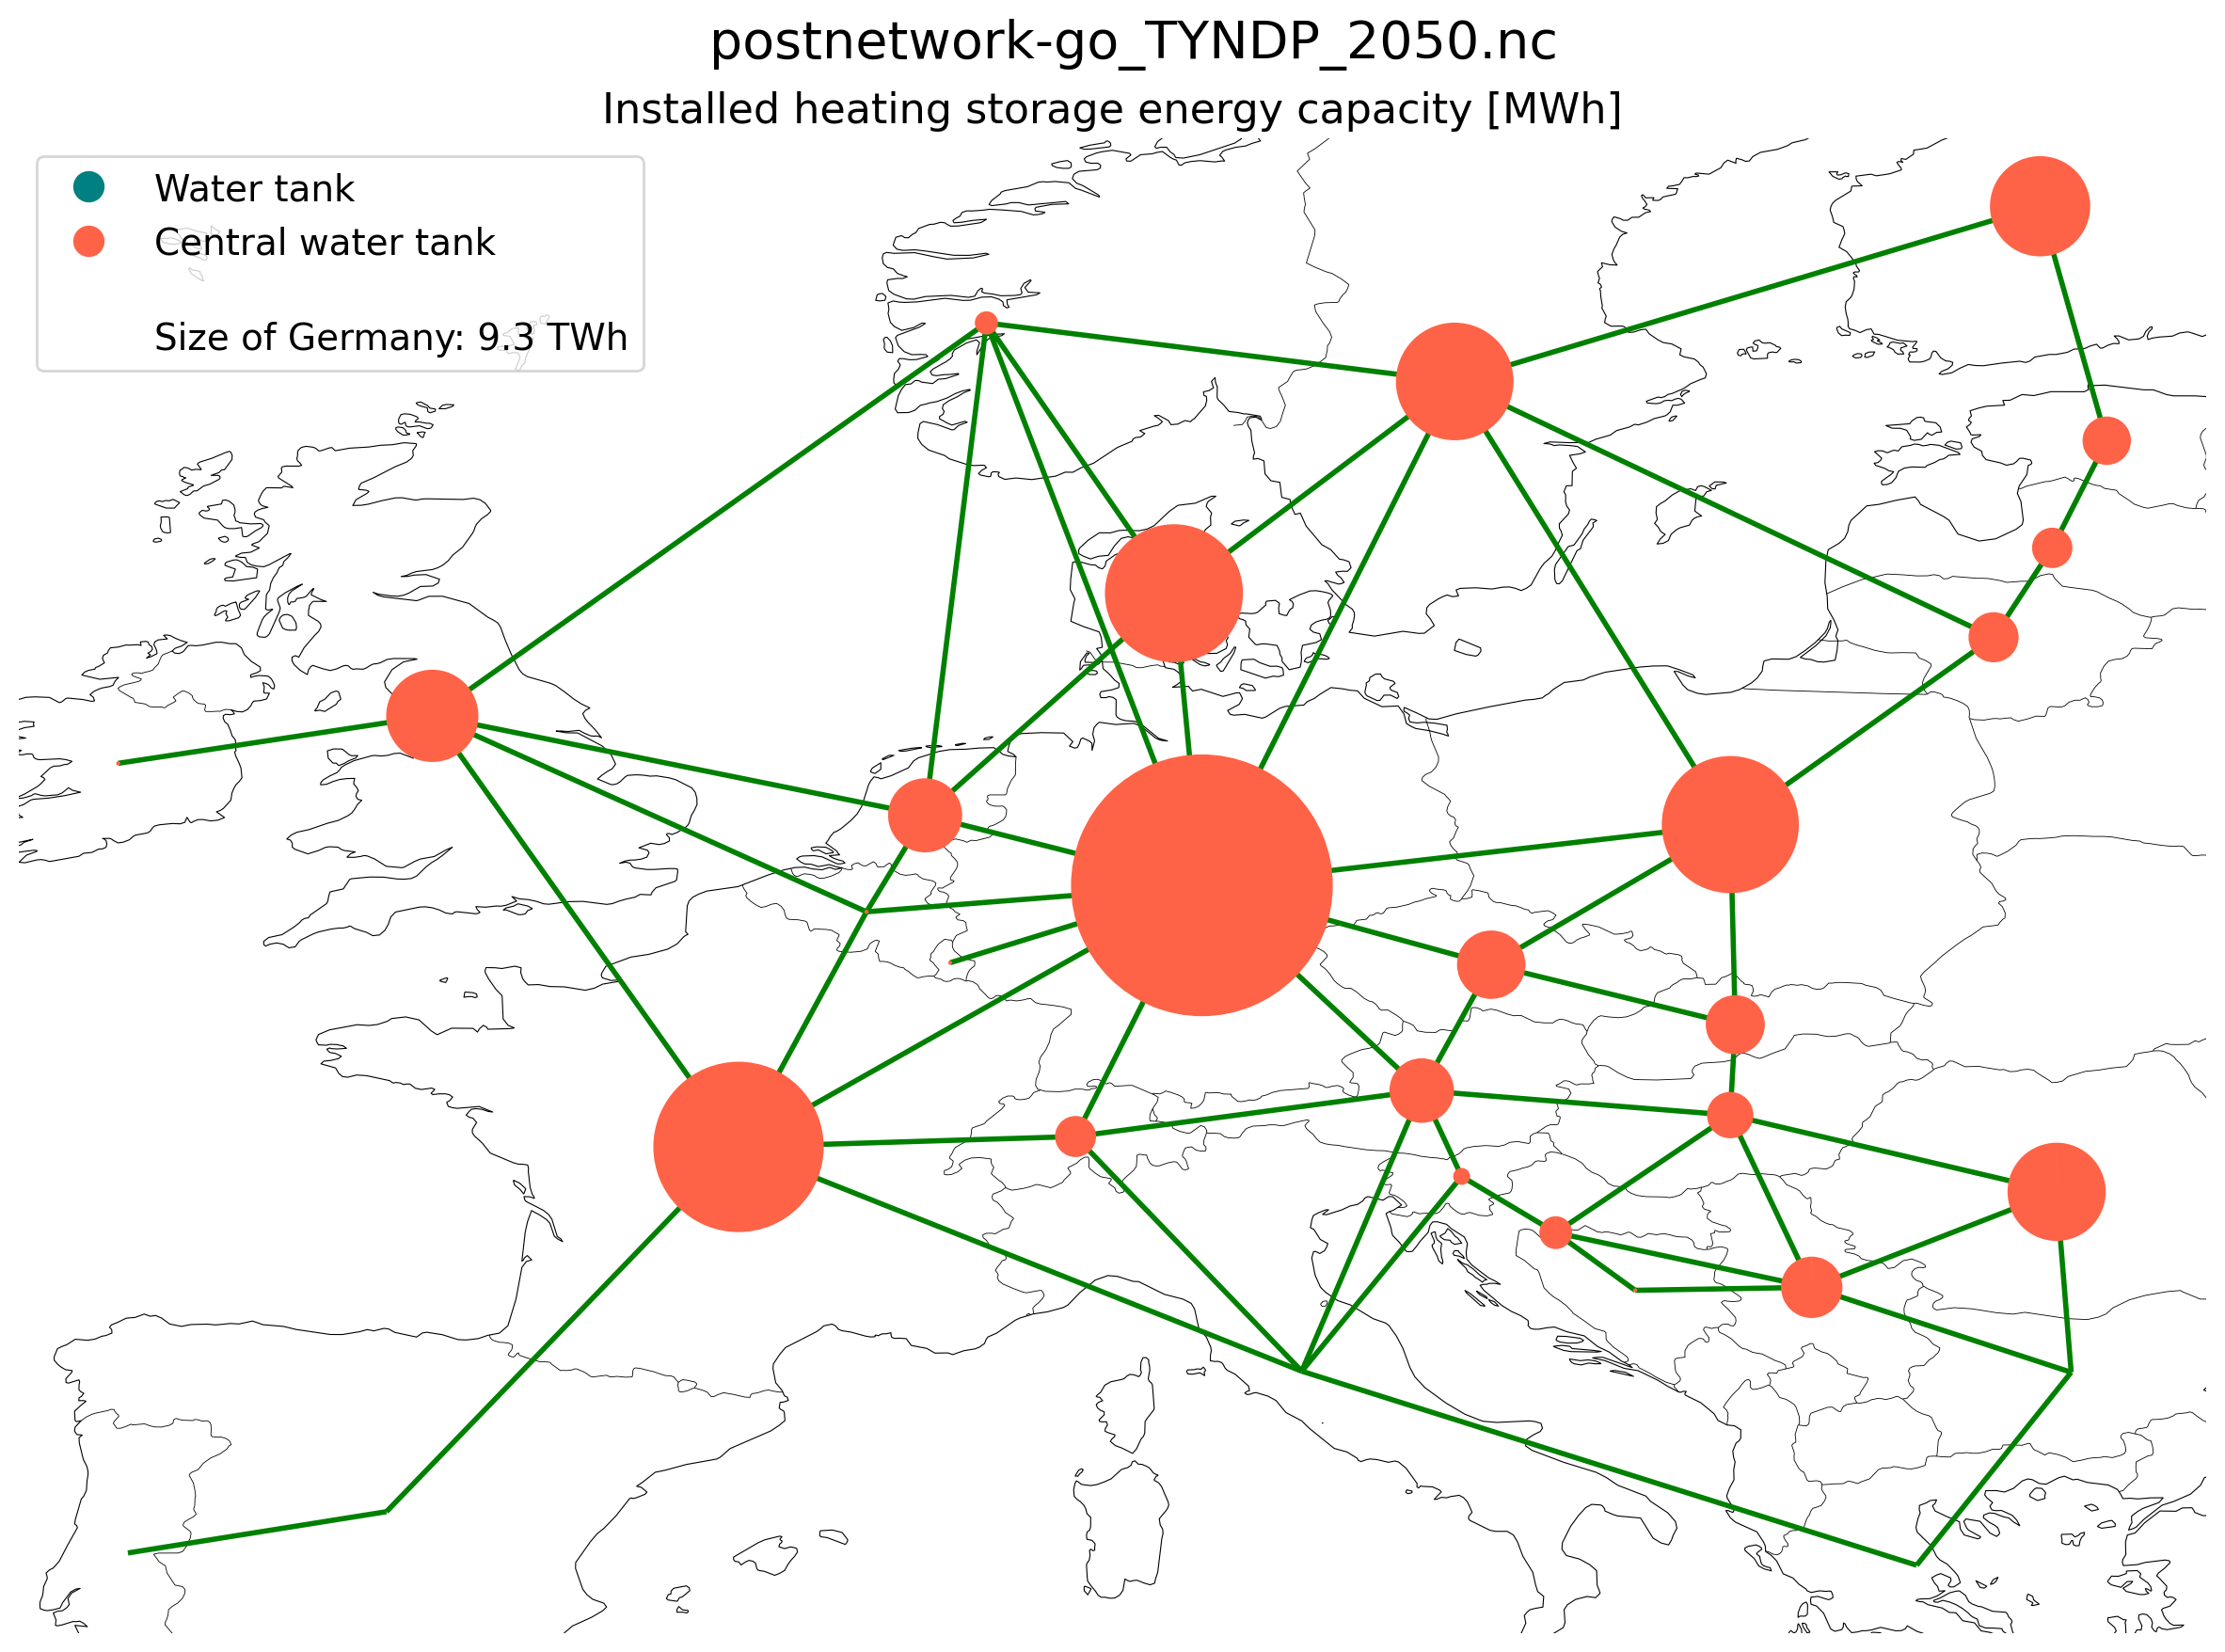 postnetwork-go_TYNDP_2050.nc
Installed heating storage energy capacity [MWh]
Water tank
Central water tank
Size of Germany: 9.3 TWh